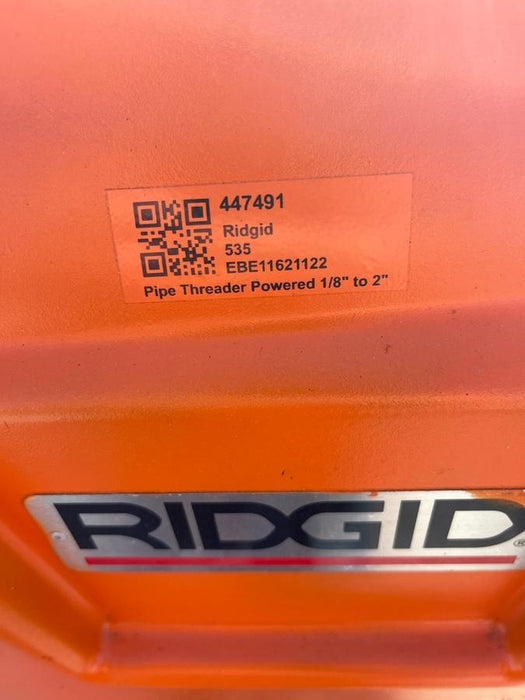 447491
Ridgid
535
EBE11621122
Pipe Threader Powered 1/8" to 2"
RIDGID®